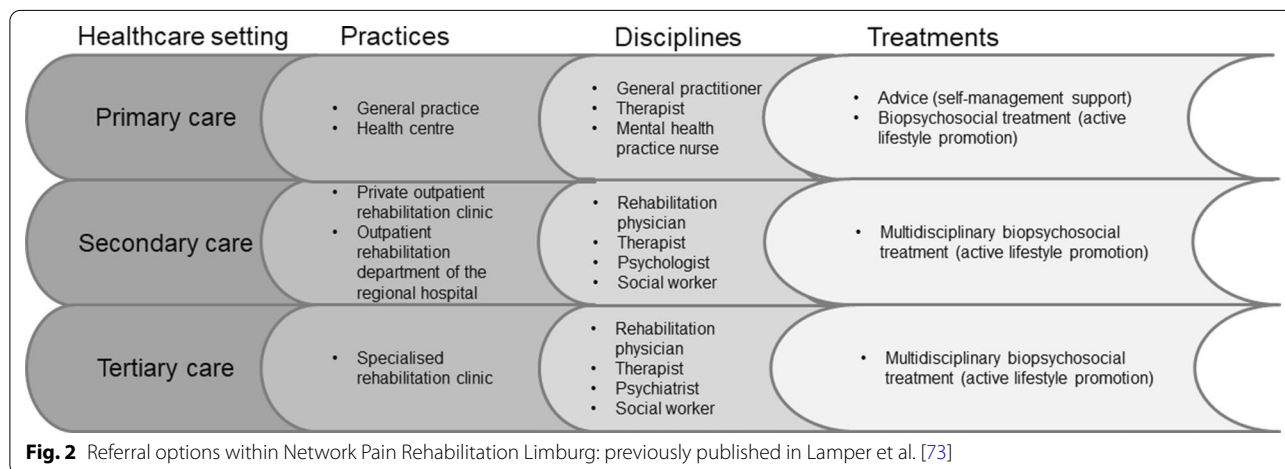 Healthcare setting Practices Disciplines Treatments
Primary care
• General practice
• Health centre
• General practitioner
• Therapist
• Mental health
practice nurse
• Advice (self-management support)
• Biopsychosocial treatment (active
lifestyle promotion)
Secondary care
• Private outpatient
rehabilitation clinic
• Outpatient
rehabilitation
department of the
regional hospital
• Rehabilitation
physician
• Therapist
• Psychologist
• Social worker
• Multidisciplinary biopsychosocial
treatment (active lifestyle promotion)
Tertiary care
• Specialised
rehabilitation clinic
• Rehabilitation
physician
• Therapist
• Psychiatrist
• Social worker
• Multidisciplinary biopsychosocial
treatment (active lifestyle promotion)
Fig. 2 Referral options within Network Pain Rehabilitation Limburg: previously published in Lamper et al. [73]